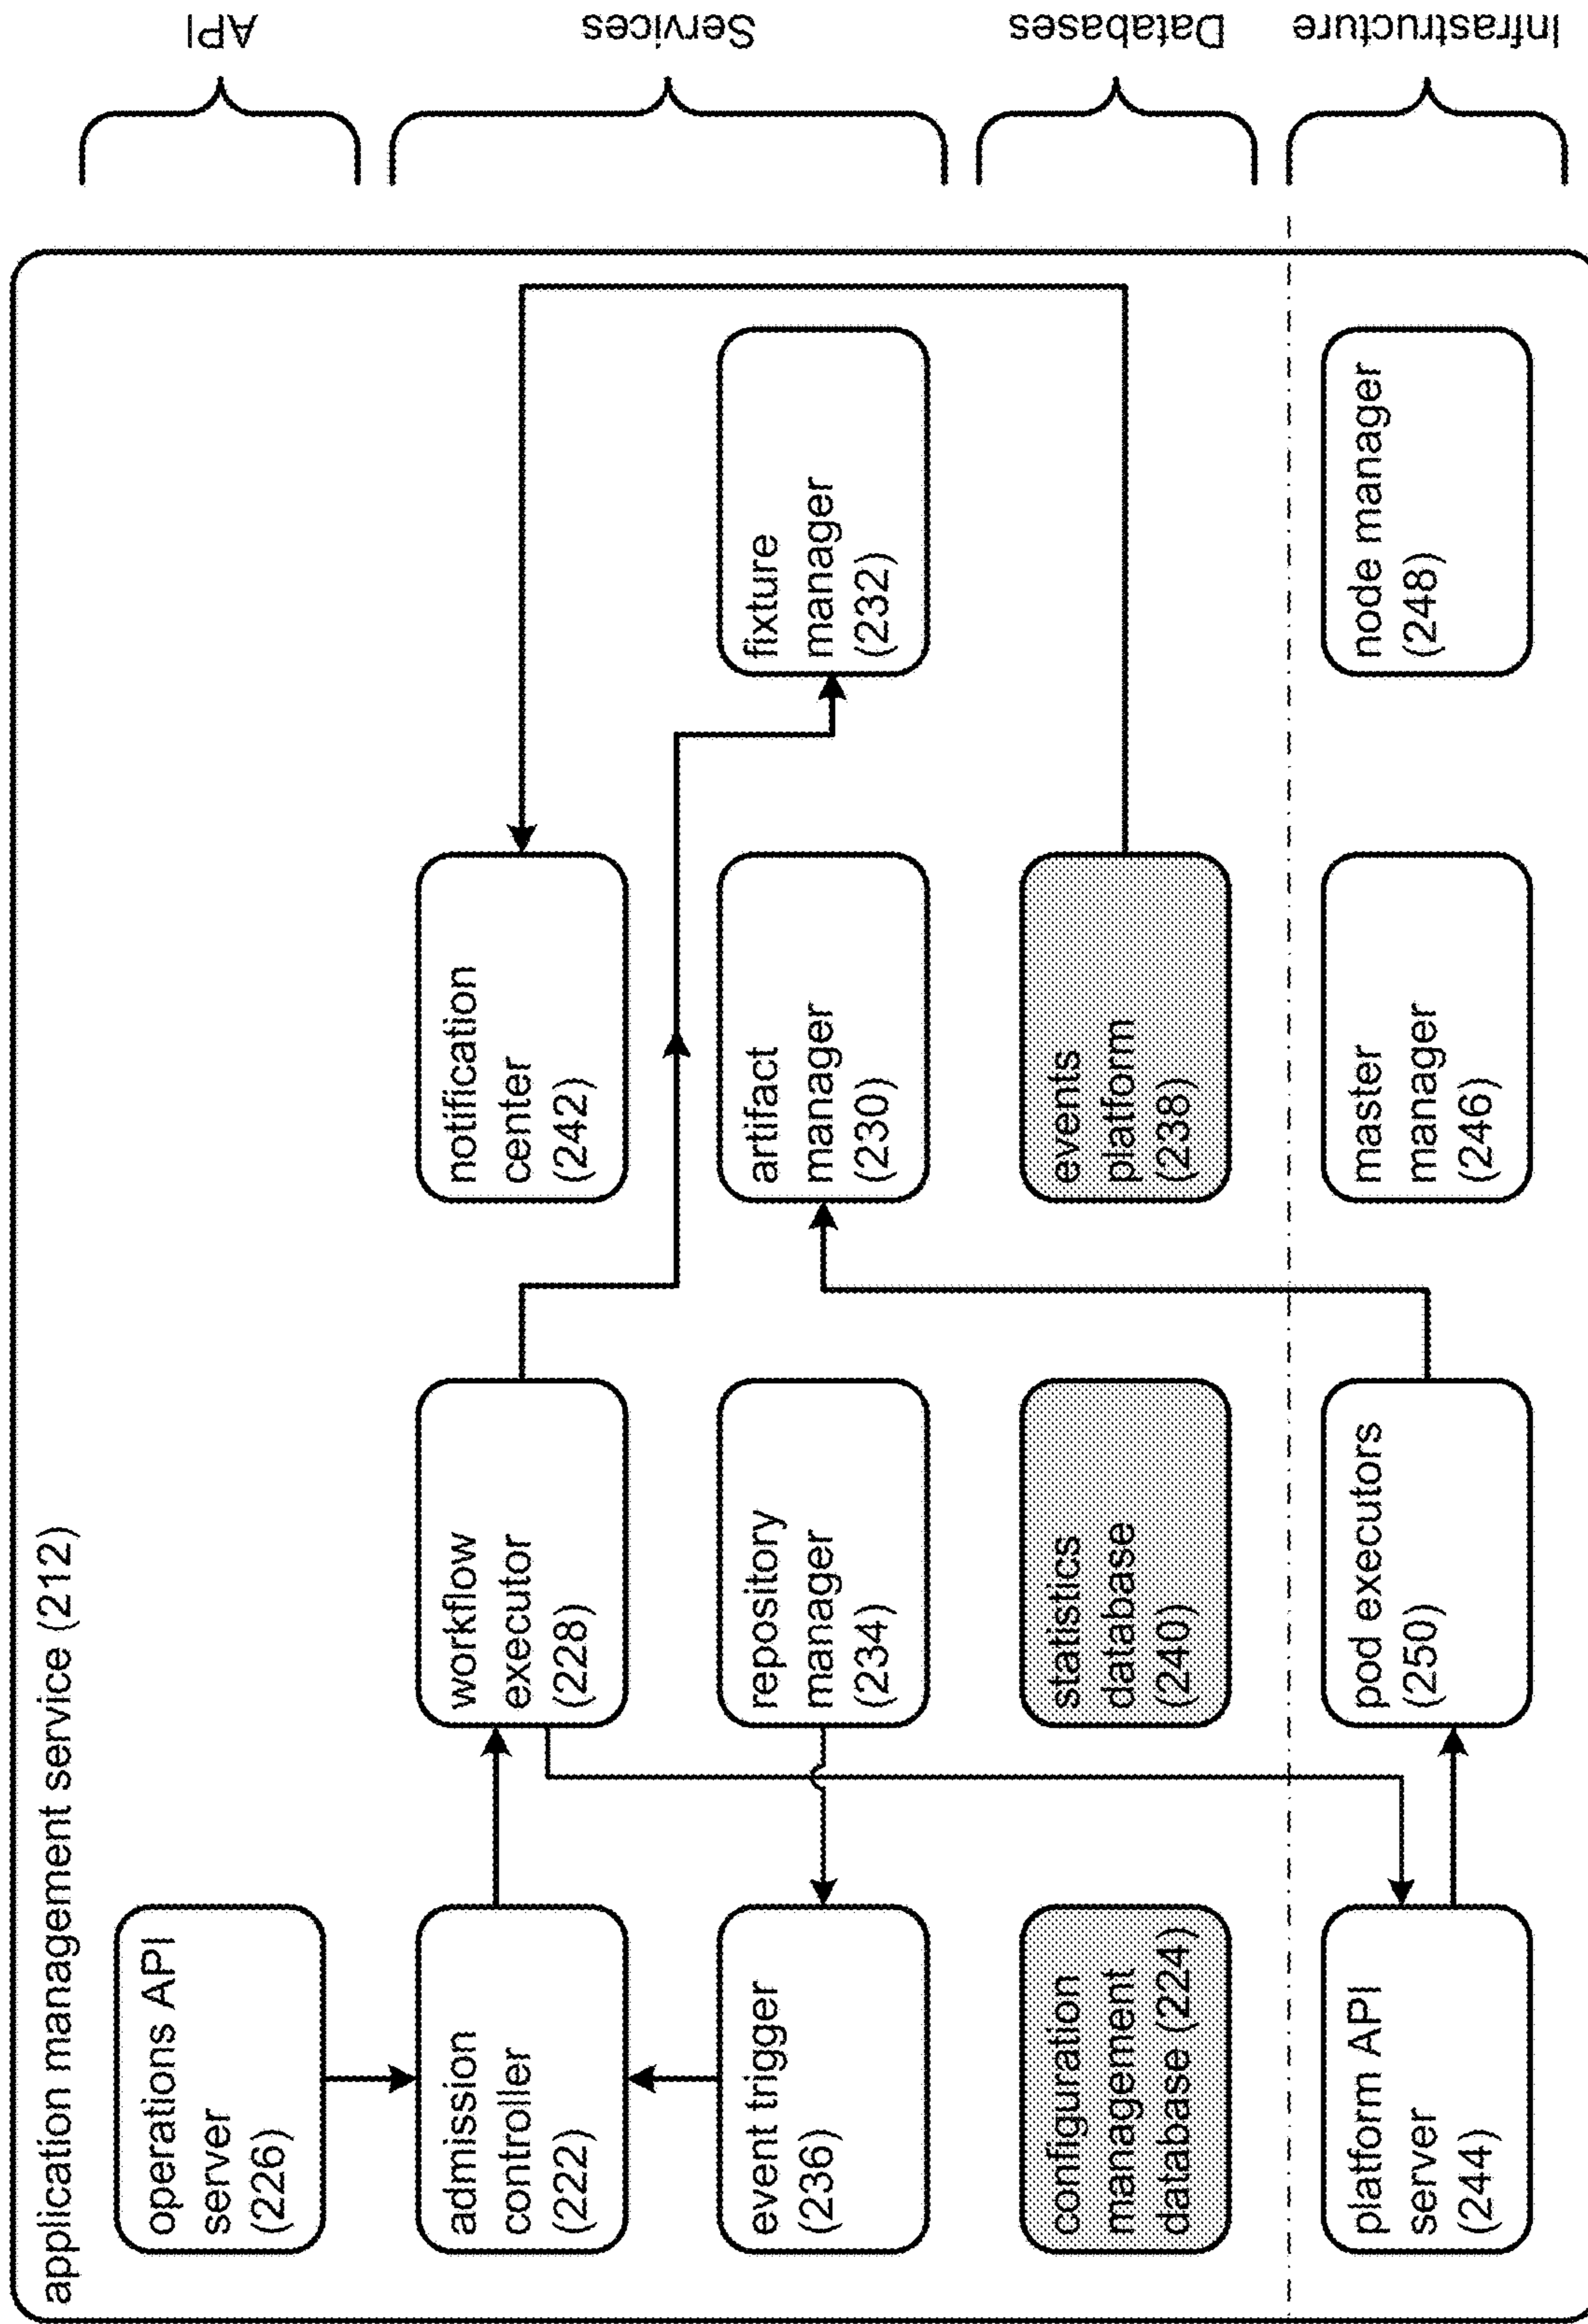 application management service (212)
operations API
server
(226)
API
admission
controller
(222)
workflow
executor
(228)
notification
center
(242)
Services
event trigger
(236)
repository
manager
(234)
artifact
manager
(230)
fixture
manager
(232)
configuration
management
database (224)
statistics
database
(240)
events
platform
(238)
Databases
platform API
server
(244)
pod executors
(250)
master
manager
(246)
node manager
(248)
Infrastructure